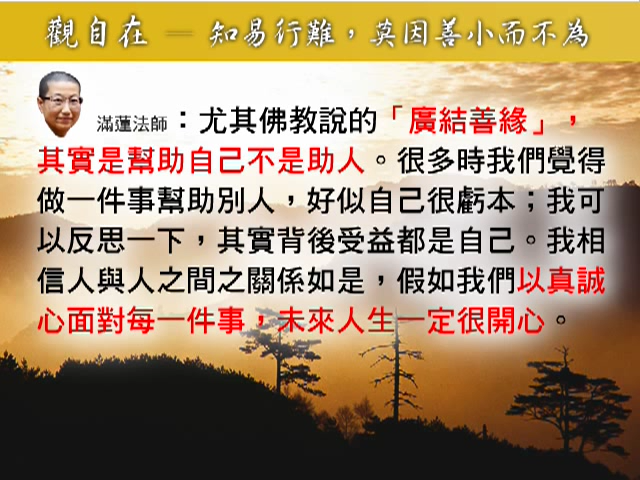 觀自在 — 知易行難，莫因善小而不為
滿蓮法師：尤其佛教說的「廣結善緣」，
其實是幫助自己不是助人。很多時我們覺得
做一件事幫助別人，好似自己很虧本；我可
以反思一下，其實背後受益都是自己。我相
信人與人之間之關係如是，假如我們以真誠
心面對每一件事，未來人生一定很開心。